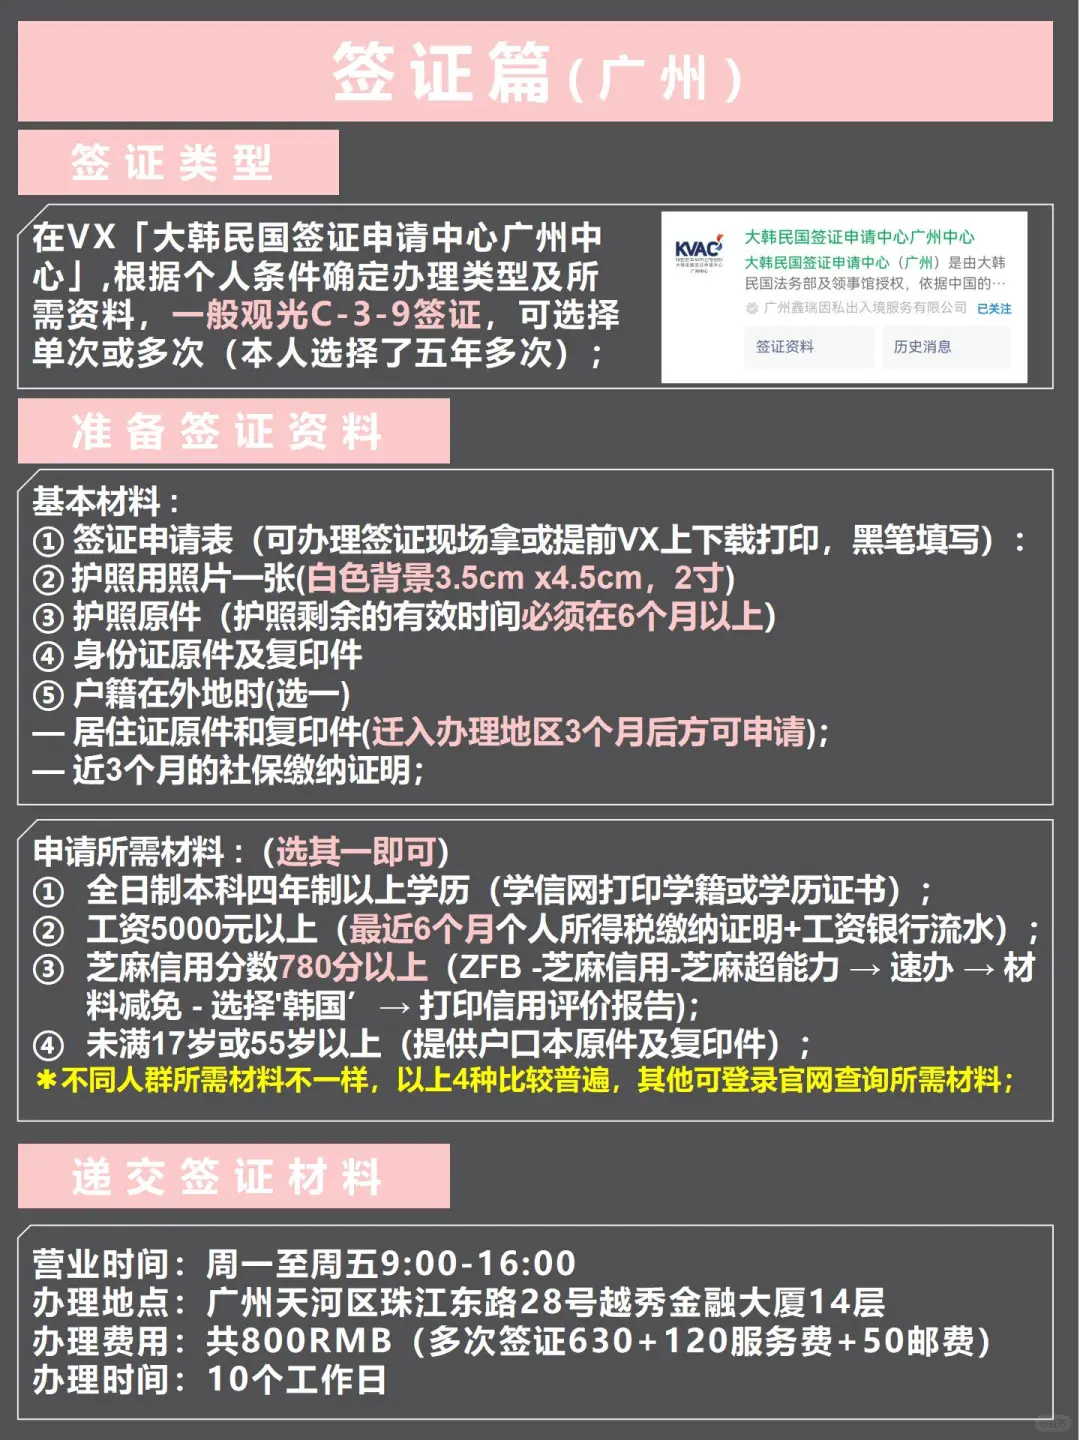 签证篇(广州)
签证类型
在VX「大韩民国签证申请中心广州中
心」,根据个人条件确定办理类型及所
需资料，一般观光C-3-9签证，可选择
单次或多次（本人选择了五年多次）;
KVAC
广州中心
大韩民国签证申请中心广州中心
大韩民国签证申请中心（广州）是由大韩
民国法务部及领事馆授权，依据中国的…
广州鑫瑞因私出入境服务有限公司 已关注
签证资料 历史消息
准备签证资料
基本材料：
① 签证申请表（可办理签证现场拿或提前VX上下载打印，黑笔填写）：
② 护照用照片一张(白色背景3.5cm x4.5cm，2寸)
③ 护照原件（护照剩余的有效时间必须在6个月以上)
④ 身份证原件及复印件
⑤ 户籍在外地时(选一)
— 居住证原件和复印件(迁入办理地区3个月后方可申请)；
— 近3个月的社保缴纳证明；
申请所需材料：(选其一即可)
① 全日制本科四年制以上学历（学信网打印学籍或学历证书）；
② 工资5000元以上（最近6个月个人所得税缴纳证明+工资银行流水）；
③ 芝麻信用分数780分以上（ZFB -芝麻信用-芝麻超能力 → 速办 → 材
料减免 - 选择'韩国’ → 打印信用评价报告)；
④ 未满17岁或55岁以上（提供户口本原件及复印件）；
＊不同人群所需材料不一样，以上4种比较普遍，其他可登录官网查询所需材料；
递交签证材料
营业时间：周一至周五9:00-16:00
办理地点：广州天河区珠江东路28号越秀金融大厦14层
办理费用：共800RMB（多次签证630+120服务费+50邮费）
办理时间：10个工作日